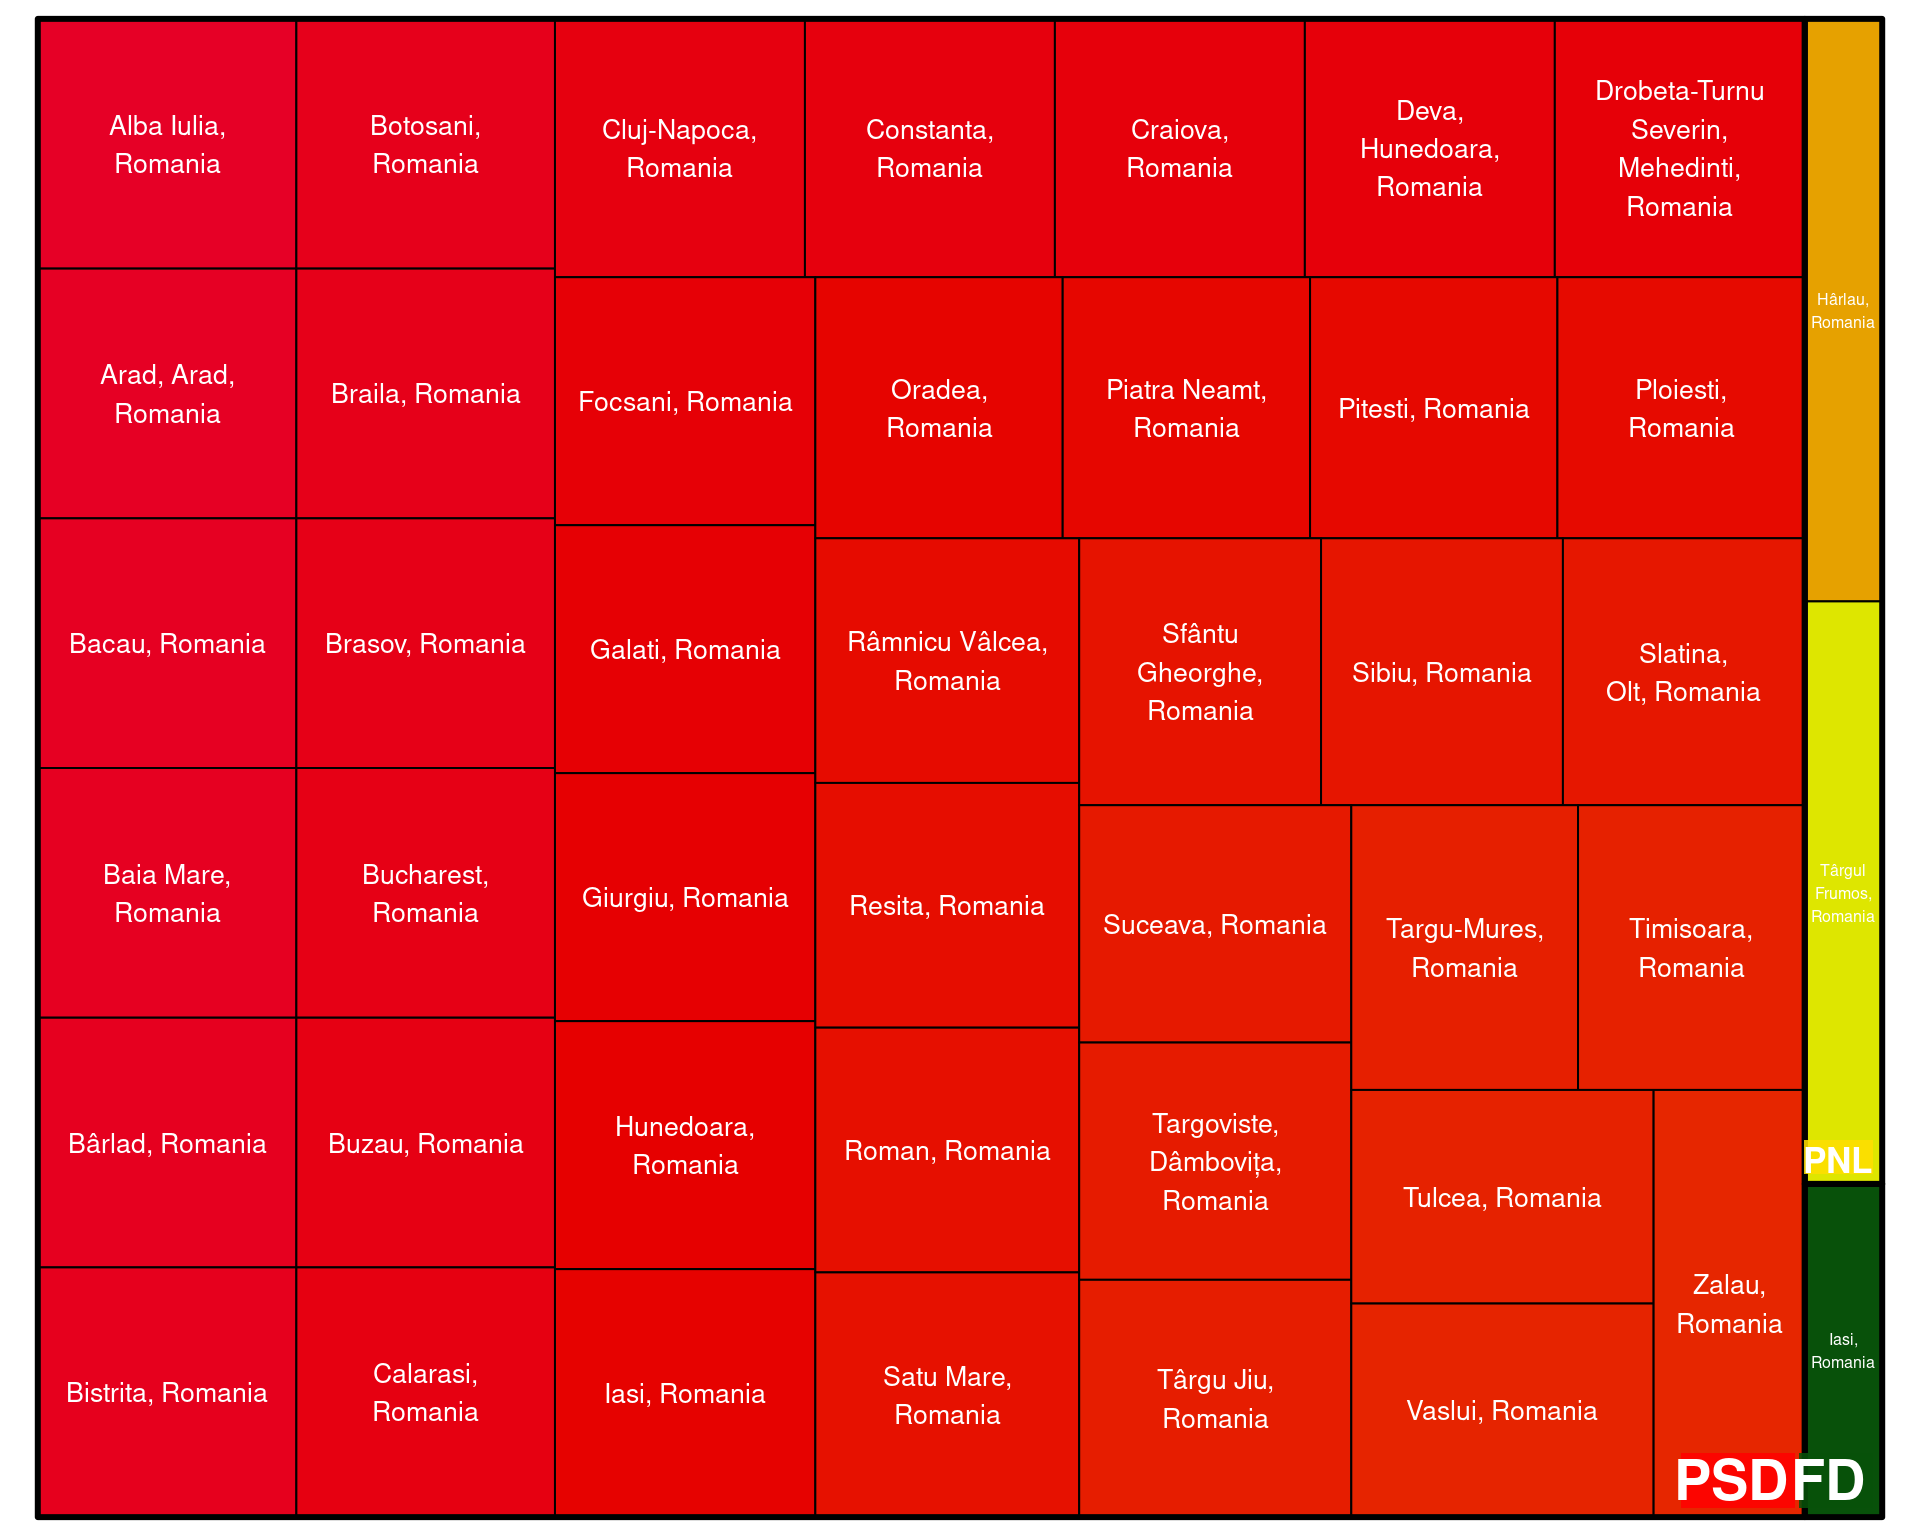 Alba Iulia,
Romania
Arad, Arad,
Romania
Bacau, Romania
Baia Mare,
Romania
Bârlad, Romania
Bistrita, Romania
Botosani,
Romania
Braila, Romania
Brasov, Romania
Bucharest,
Romania
Buzau, Romania
Calarasi,
Romania
Cluj-Napoca,
Romania
Constanta,
Romania
Craiova,
Romania
Deva,
Hunedoara,
Romania
Drobeta-Turnu
Severin,
Mehedinti,
Romania
Focsani, Romania
Galati, Romania
Giurgiu, Romania
Hunedoara,
Romania
Iasi, Romania
Oradea,
Romania
Piatra Neamt,
Romania
Pitesti, Romania
Ploiesti,
Romania
Râmnicu Vâlcea,
Romania
Resita, Romania
Roman, Romania
Satu Mare,
Romania
Sfântu
Gheorghe,
Romania
Sibiu, Romania
Slatina,
Olt, Romania
Suceava, Romania
Targoviste,
Dâmbovița,
Romania
Târgu Jiu,
Romania
Targu-Mures,
Romania
Timisoara,
Romania
Tulcea, Romania
Vaslui, Romania
Zalau,
Romania
PSD
Hârlau,
Romania
Târgul
Frumos,
Romania
PNL
Iasi,
Romania
FD